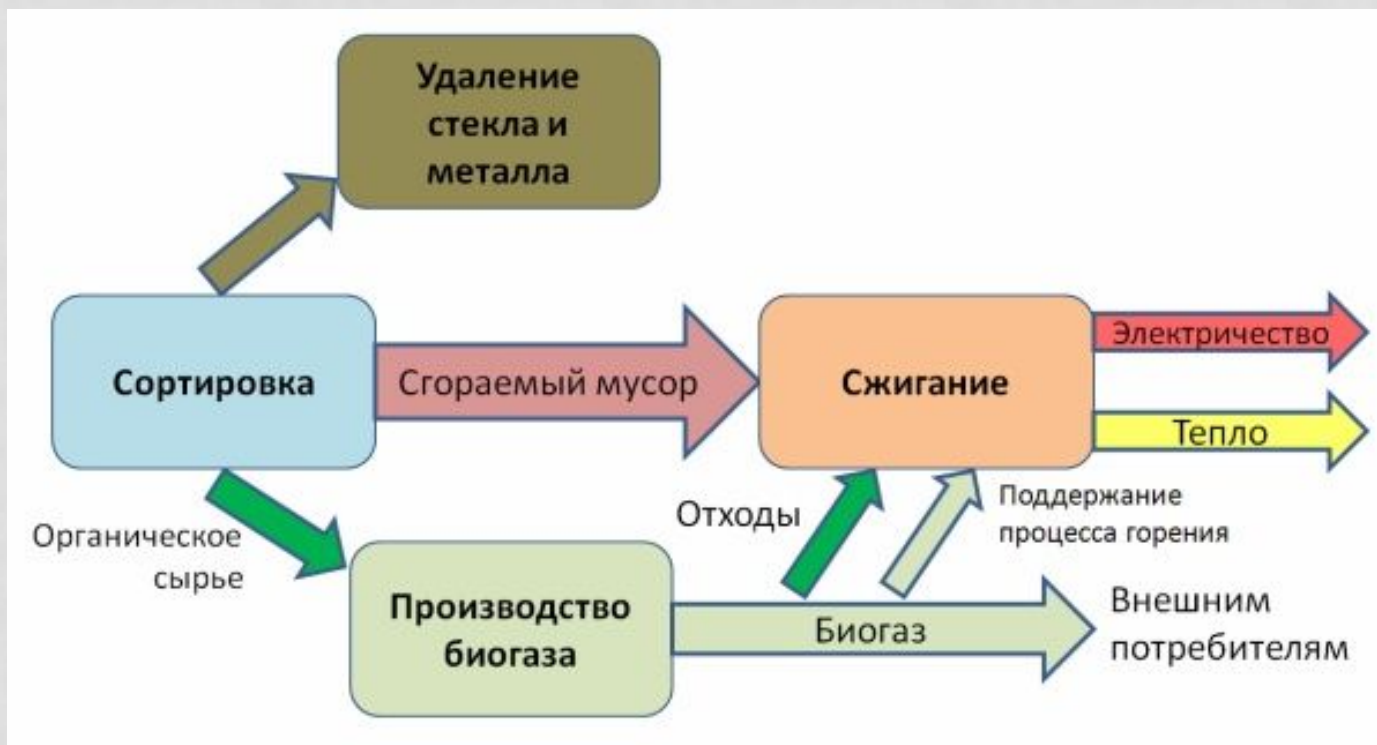 Удаление
стекла и
металла
Сортировка
Сгораемый мусор
Сжигание
Электричество
Тепло
Органическое
сырье
Отходы
Поддержание
процесса горения
Производство
биогаза
Биогаз
Внешним
потребителям